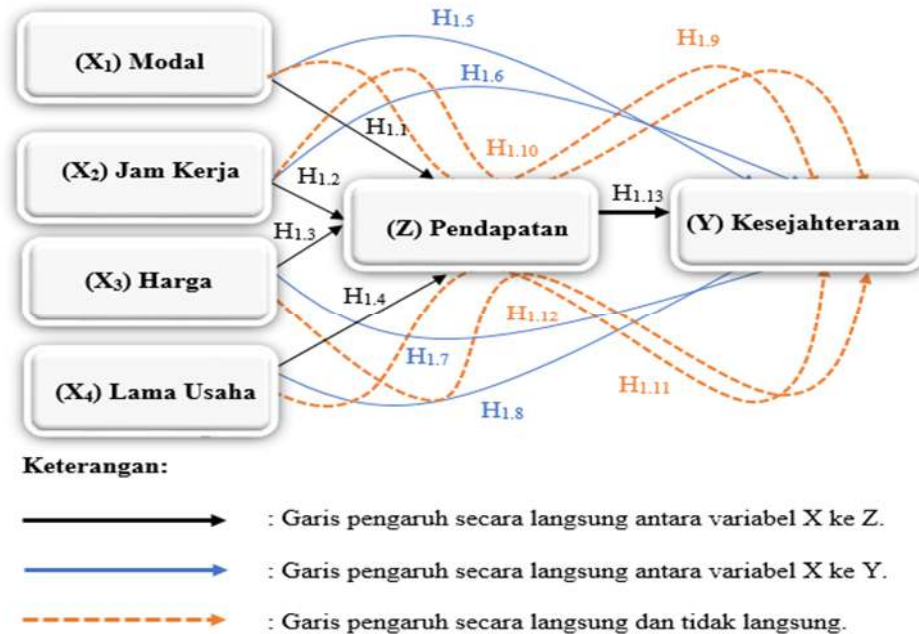 H1.5
H1.9
(X1) Modal
H1.6
H1.1
H1.10
(X2) Jam Kerja
H1.2
H1.13
(Z) Pendapatan
(Y) Kesejahteraan
H1.3
(X3) Harga
H1.4
H1.12
H1.7
H1.11
(X4) Lama Usaha
H1.8
Keterangan:
: Garis pengaruh secara langsung antara variabel X ke Z.
: Garis pengaruh secara langsung antara variabel X ke Y.
: Garis pengaruh secara langsung dan tidak langsung.